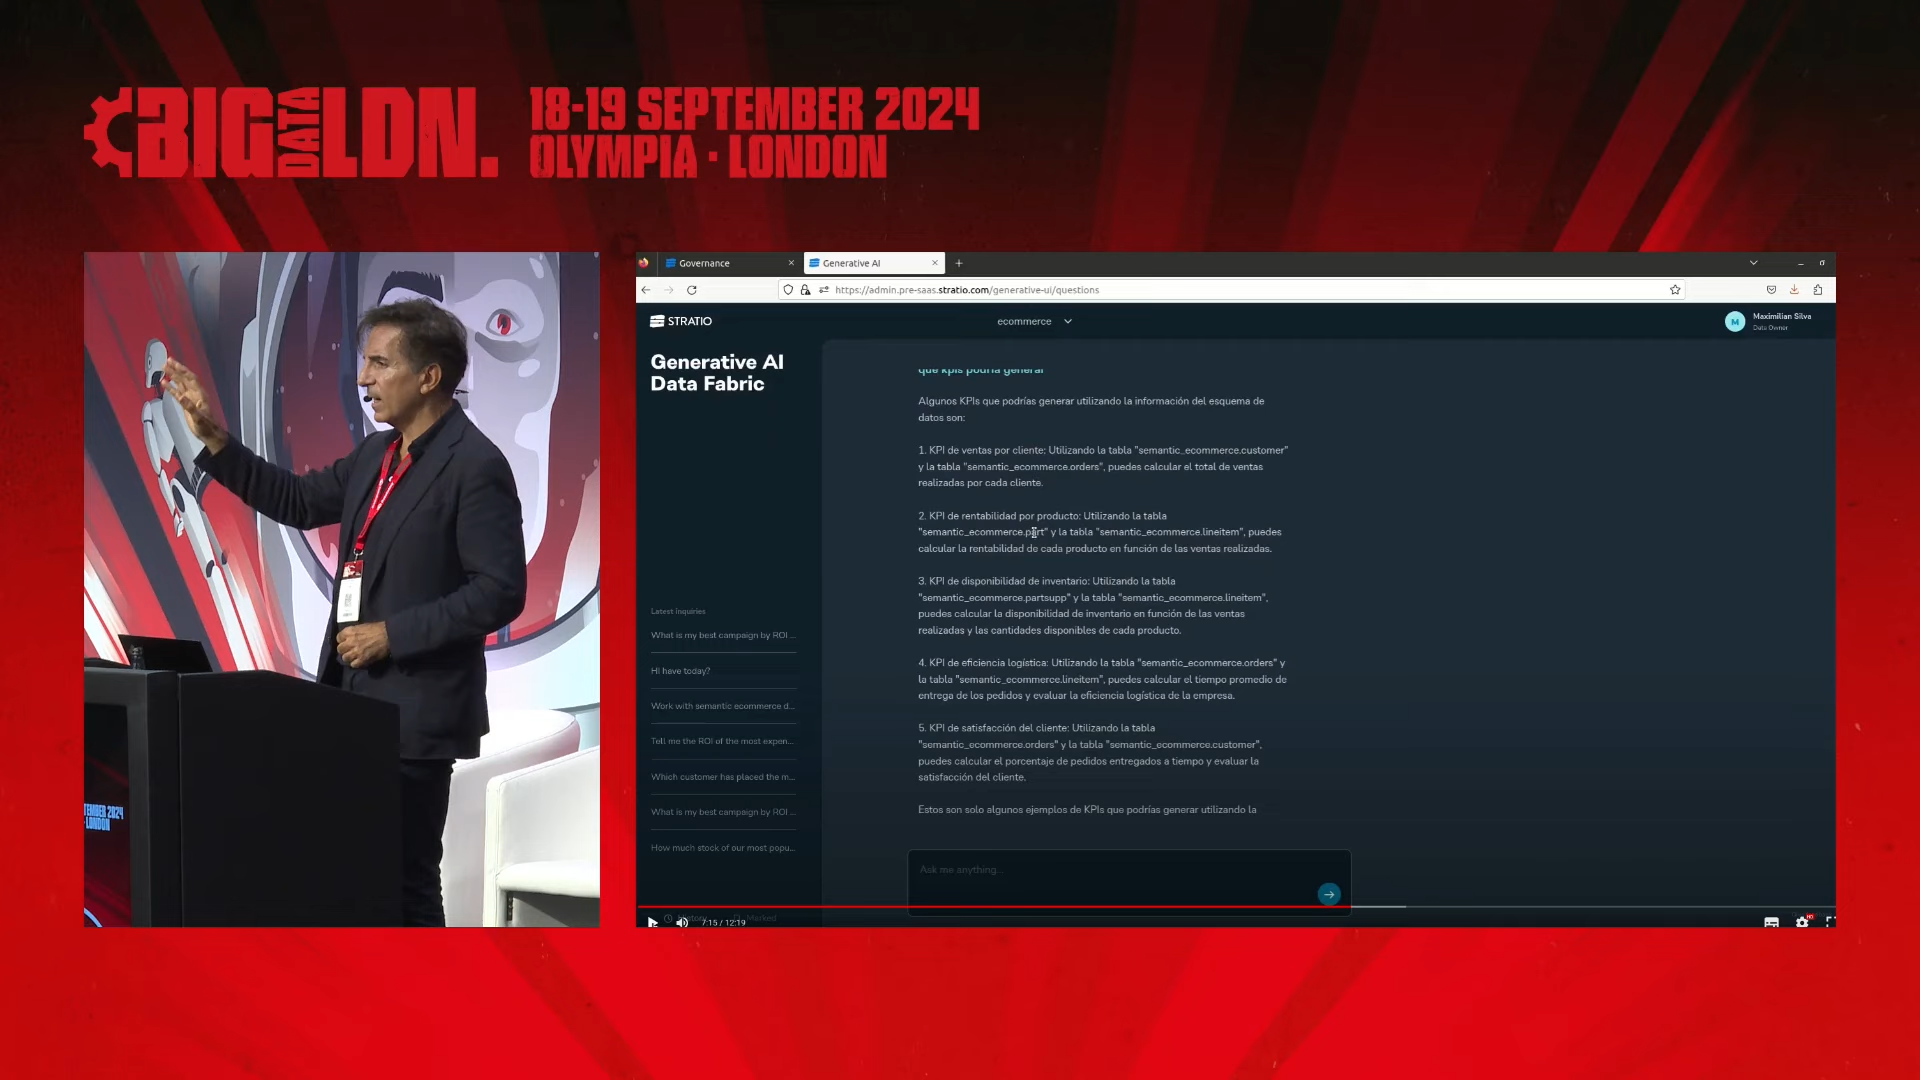 BIG DATA LDN.
18-19 SEPTEMBER 2024
OLYMPIA · LONDON
Governance
Generative AI
https://admin.pre-saas.stratio.com/generative-ui/questions
STRATIO
ecommerce
M
Maximilian Silva
Data Owner
Generative AI
Data Fabric
que kpis podria generar
Algunos KPIs que podrías generar utilizando la información del esquema de
datos son:
1. KPI de ventas por cliente: Utilizando la tabla "semantic_ecommerce.customer"
y la tabla "semantic_ecommerce.orders", puedes calcular el total de ventas
realizadas por cada cliente.
2. KPI de rentabilidad por producto: Utilizando la tabla
"semantic_ecommerce.part" y la tabla "semantic_ecommerce.lineitem", puedes
calcular la rentabilidad de cada producto en función de las ventas realizadas.
3. KPI de disponibilidad de inventario: Utilizando la tabla
"semantic_ecommerce.partsupp" y la tabla "semantic_ecommerce.lineitem",
puedes calcular la disponibilidad de inventario en función de las ventas
realizadas y las cantidades disponibles de cada producto.
4. KPI de eficiencia logística: Utilizando la tabla "semantic_ecommerce.orders" y
la tabla "semantic_ecommerce.lineitem", puedes calcular el tiempo promedio de
entrega de los pedidos y evaluar la eficiencia logística de la empresa.
5. KPI de satisfacción del cliente: Utilizando la tabla
"semantic_ecommerce.orders" y la tabla "semantic_ecommerce.customer",
puedes calcular el porcentaje de pedidos entregados a tiempo y evaluar la
satisfacción del cliente.
Estos son solo algunos ejemplos de KPIs que podrías generar utilizando la
Latest inquiries
What is my best campaign by ROI ...
HI have today?
Work with semantic ecommerce d...
Tell me the ROI of the most expen...
Which customer has placed the m...
What is my best campaign by ROI ...
How much stock of our most popu...
Ask me anything...
History
Marked
7:15 / 12:19
HD
TEMBER 2024
LONDON